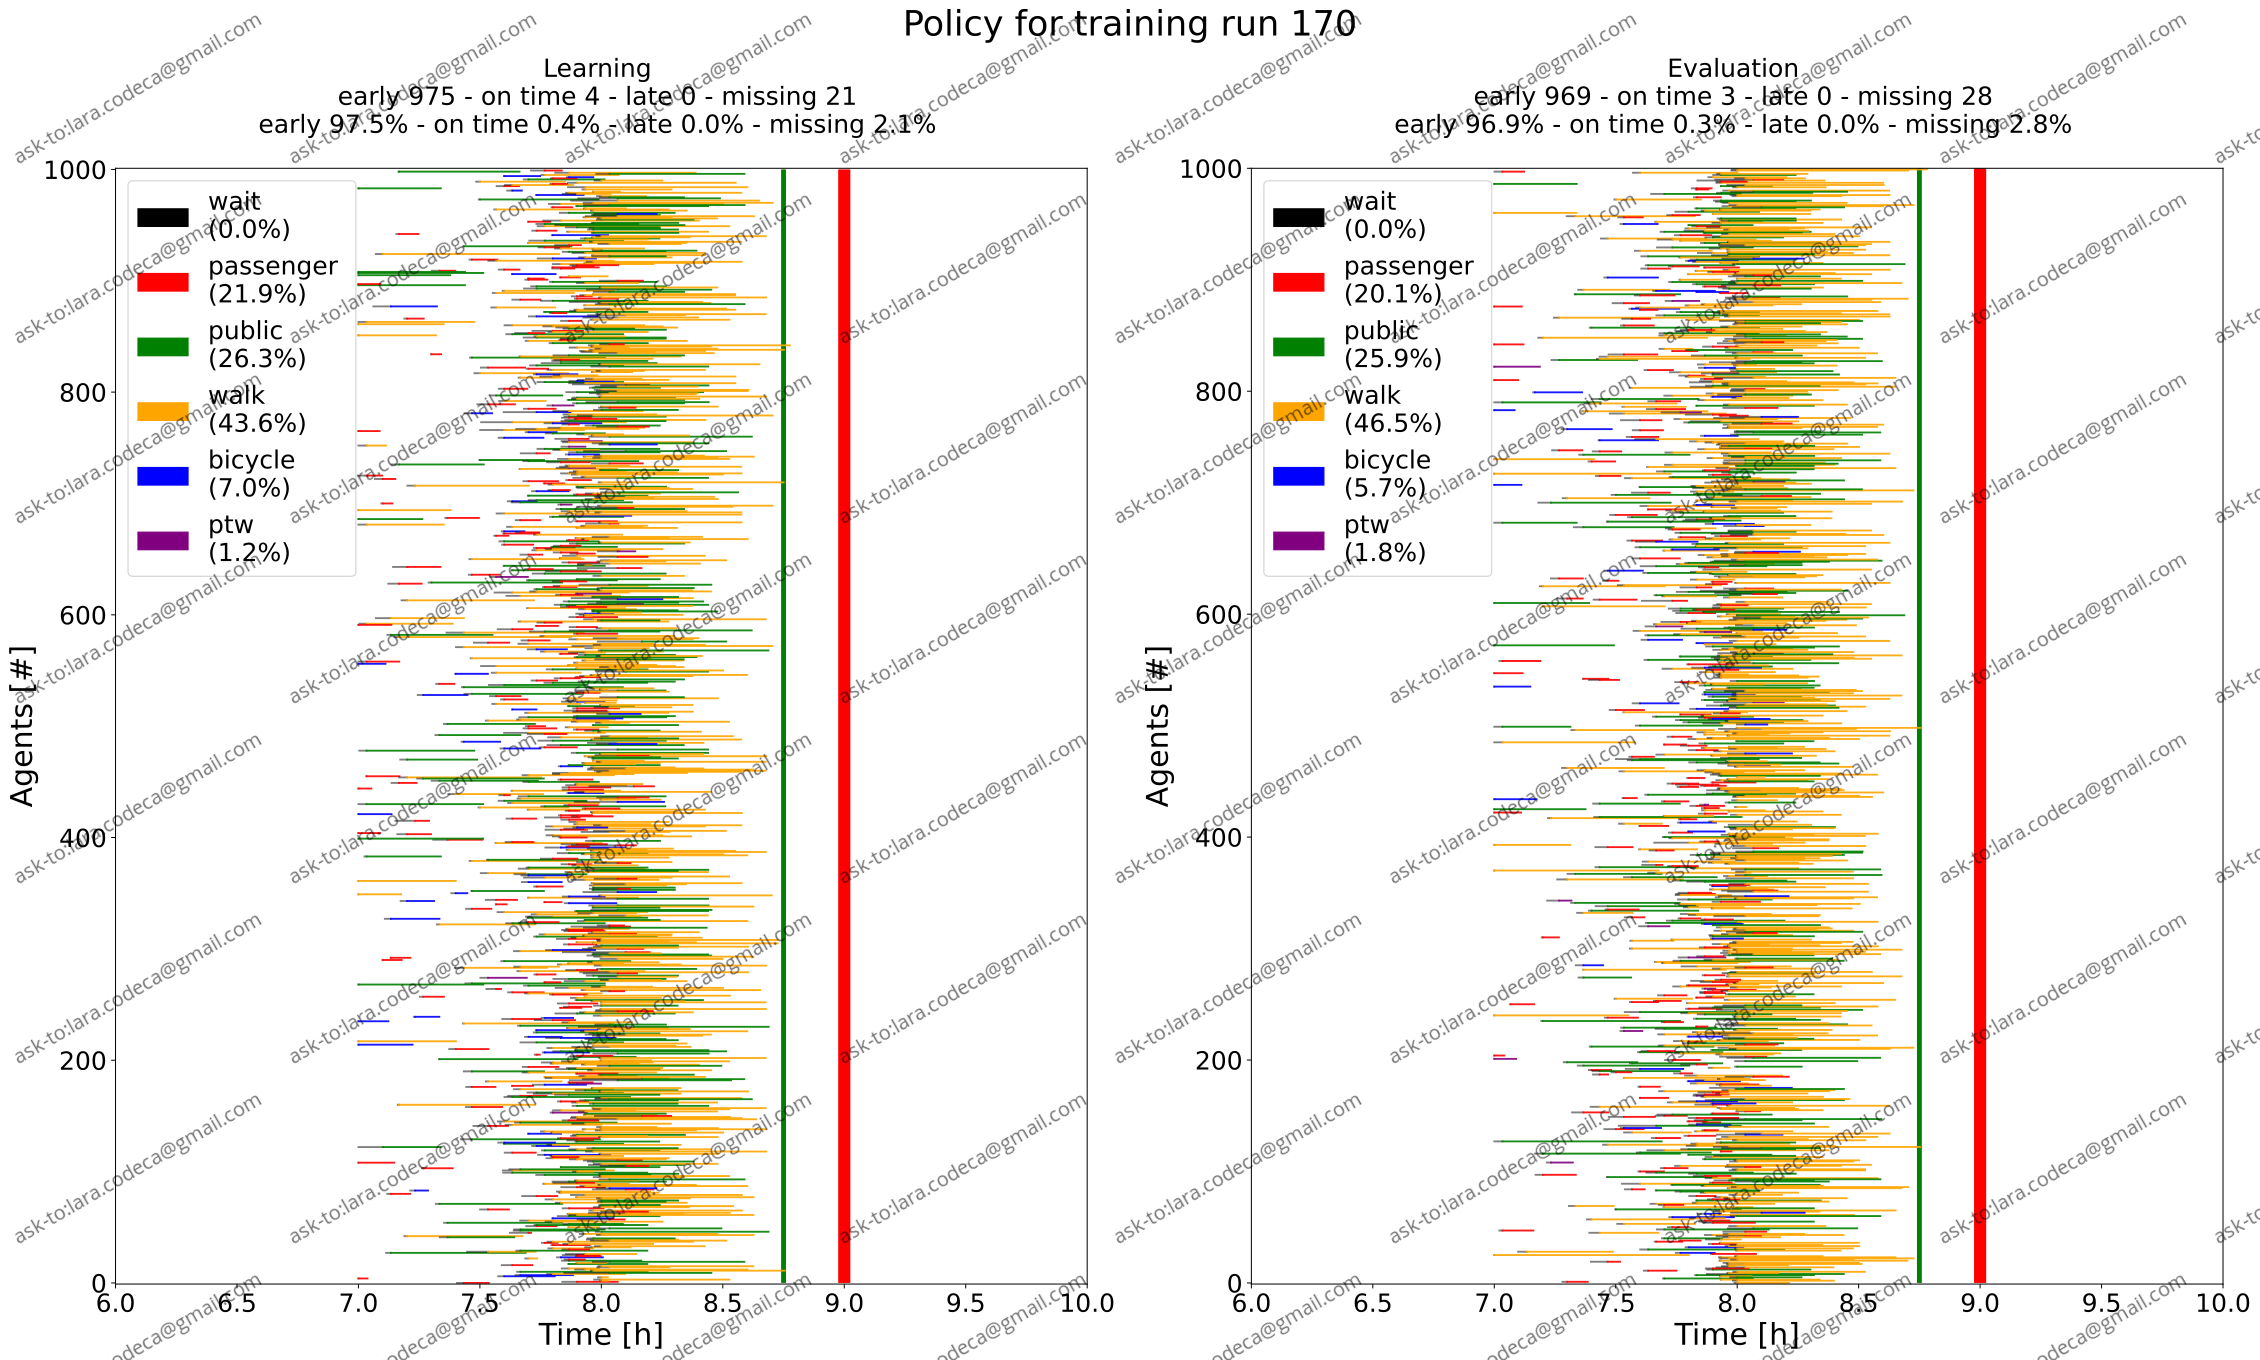 Policy for training run 170
Learning
early 975 - on time 4 - late 0 - missing 21
early 97.5% - on time 0.4% - late 0.0% - missing 2.1%
Agents [#]
1000
800
600
400
200
0
wait
(0.0%)
passenger
(21.9%)
public
(26.3%)
walk
(43.6%)
bicycle
(7.0%)
ptw
(1.2%)
6.0 6.5 7.0 7.5 8.0 8.5 9.0 9.5 10.0
Time [h]
Evaluation
early 969 - on time 3 - late 0 - missing 28
early 96.9% - on time 0.3% - late 0.0% - missing 2.8%
Agents [#]
1000
800
600
400
200
0
wait
(0.0%)
passenger
(20.1%)
public
(25.9%)
walk
(46.5%)
bicycle
(5.7%)
ptw
(1.8%)
6.0 6.5 7.0 7.5 8.0 8.5 9.0 9.5 10.0
Time [h]
ask-to:lara.codeca@gmail.com